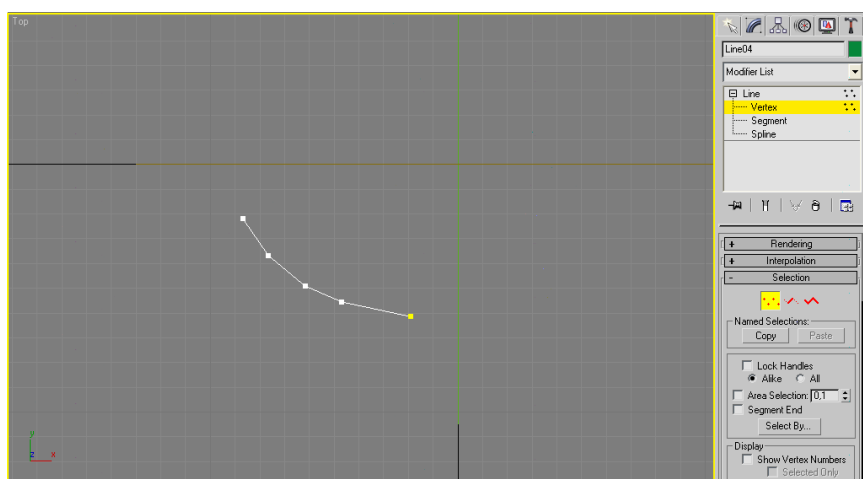 Top
Line04
Modifier List
Line
Vertex
Segment
Spline
+ Rendering
+ Interpolation
- Selection
Named Selections:
Copy Paste
Lock Handles
Alike All
Area Selection: 0,1
Segment End
Select By...
Display
Show Vertex Numbers
Selected Only
y
z x